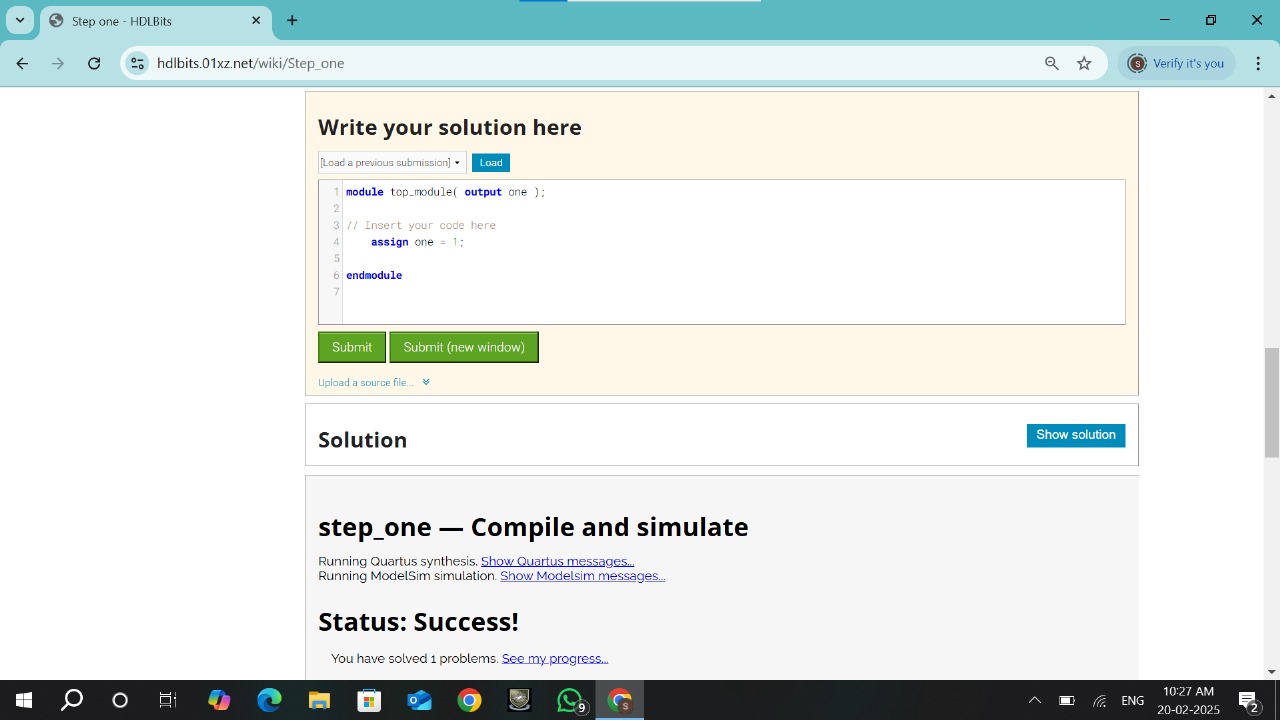 Step one - HDLBits
hdlbits.01xz.net/wiki/Step_one
S
Verify it's you
Write your solution here
[Load a previous submission]
Load
1 module top_module( output one );
2
3 // Insert your code here
4 assign one = 1;
5
6 endmodule
7
Submit
Submit (new window)
Upload a source file...
Solution
Show solution
step_one — Compile and simulate
Running Quartus synthesis. Show Quartus messages...
Running ModelSim simulation. Show Modelsim messages...
Status: Success!
You have solved 1 problems. See my progress...
9
S
ENG
10:27 AM
20-02-2025
2